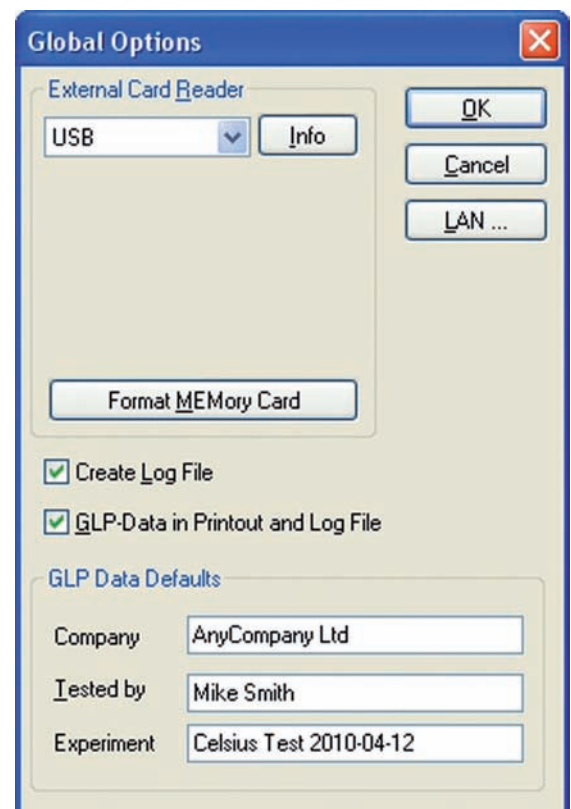 Global Options
External Card Reader
USB
Info
OK
Cancel
LAN ...
Format MEMory Card
Create Log File
GLP-Data in Printout and Log File
GLP Data Defaults
Company AnyCompany Ltd
Tested by Mike Smith
Experiment Celsius Test 2010-04-12